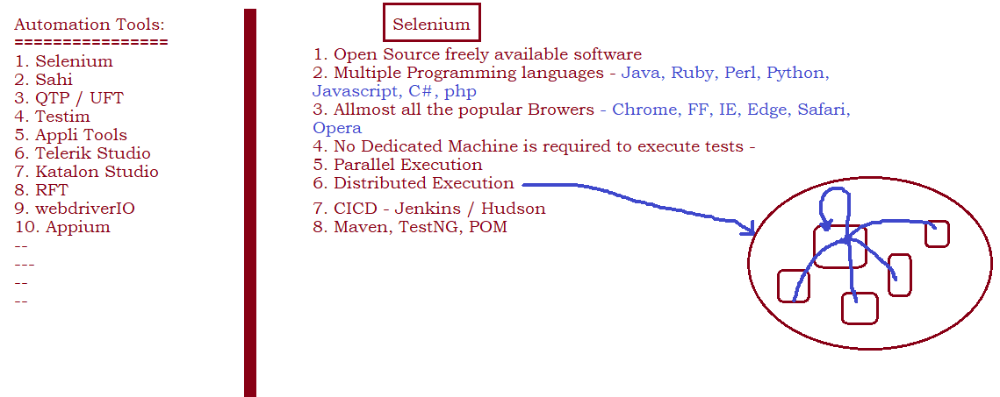 Automation Tools:
================
1. Selenium
2. Sahi
3. QTP / UFT
4. Testim
5. Appli Tools
6. Telerik Studio
7. Katalon Studio
8. RFT
9. webdriverIO
10. Appium
--
---
--
--
Selenium
1. Open Source freely available software
2. Multiple Programming languages - Java, Ruby, Perl, Python,
Javascript, C#, php
3. Allmost all the popular Browers - Chrome, FF, IE, Edge, Safari,
Opera
4. No Dedicated Machine is required to execute tests -
5. Parallel Execution
6. Distributed Execution
7. CICD - Jenkins / Hudson
8. Maven, TestNG, POM